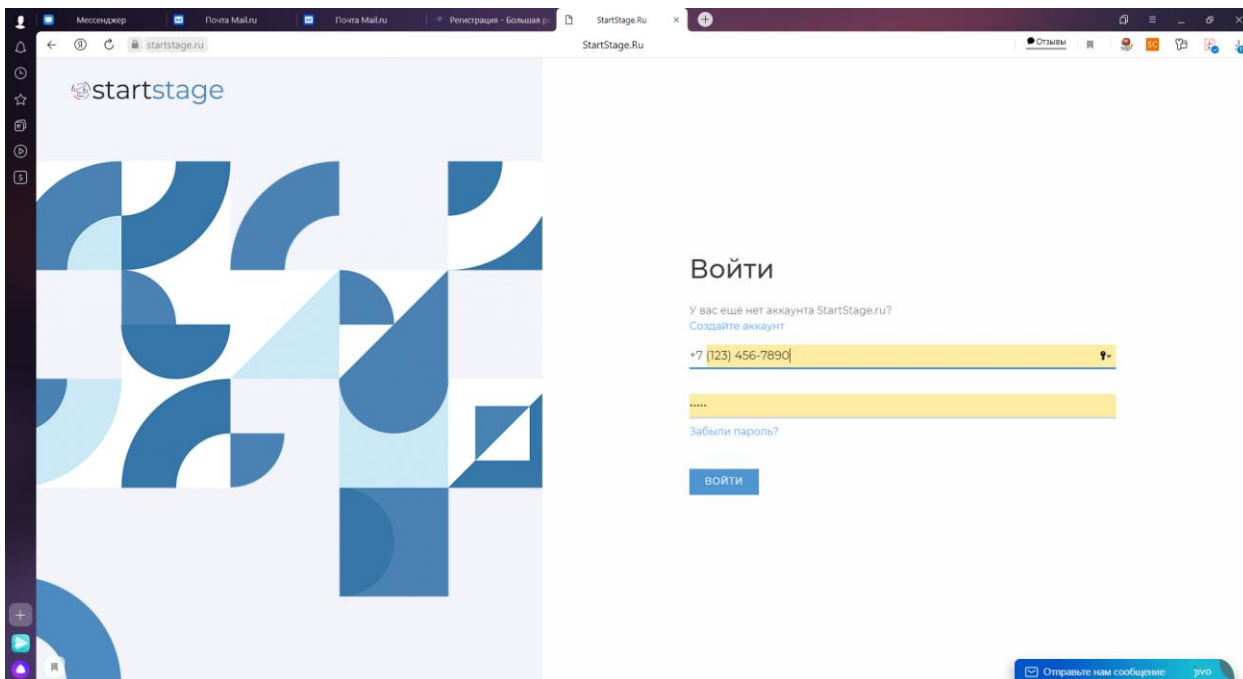 Мессенджер
Почта Mail.ru
Почта Mail.ru
Регистрация – Большая
StartStage.Ru
startstage.ru
StartStage.Ru
Отзывы
SC
startstage
S
Войти
У вас ещё нет аккаунта StartStage.ru?
Создайте аккаунт
+7 (123) 456-7890
•••••
Забыли пароль?
ВОЙТИ
Отправьте нам сообщение jivo